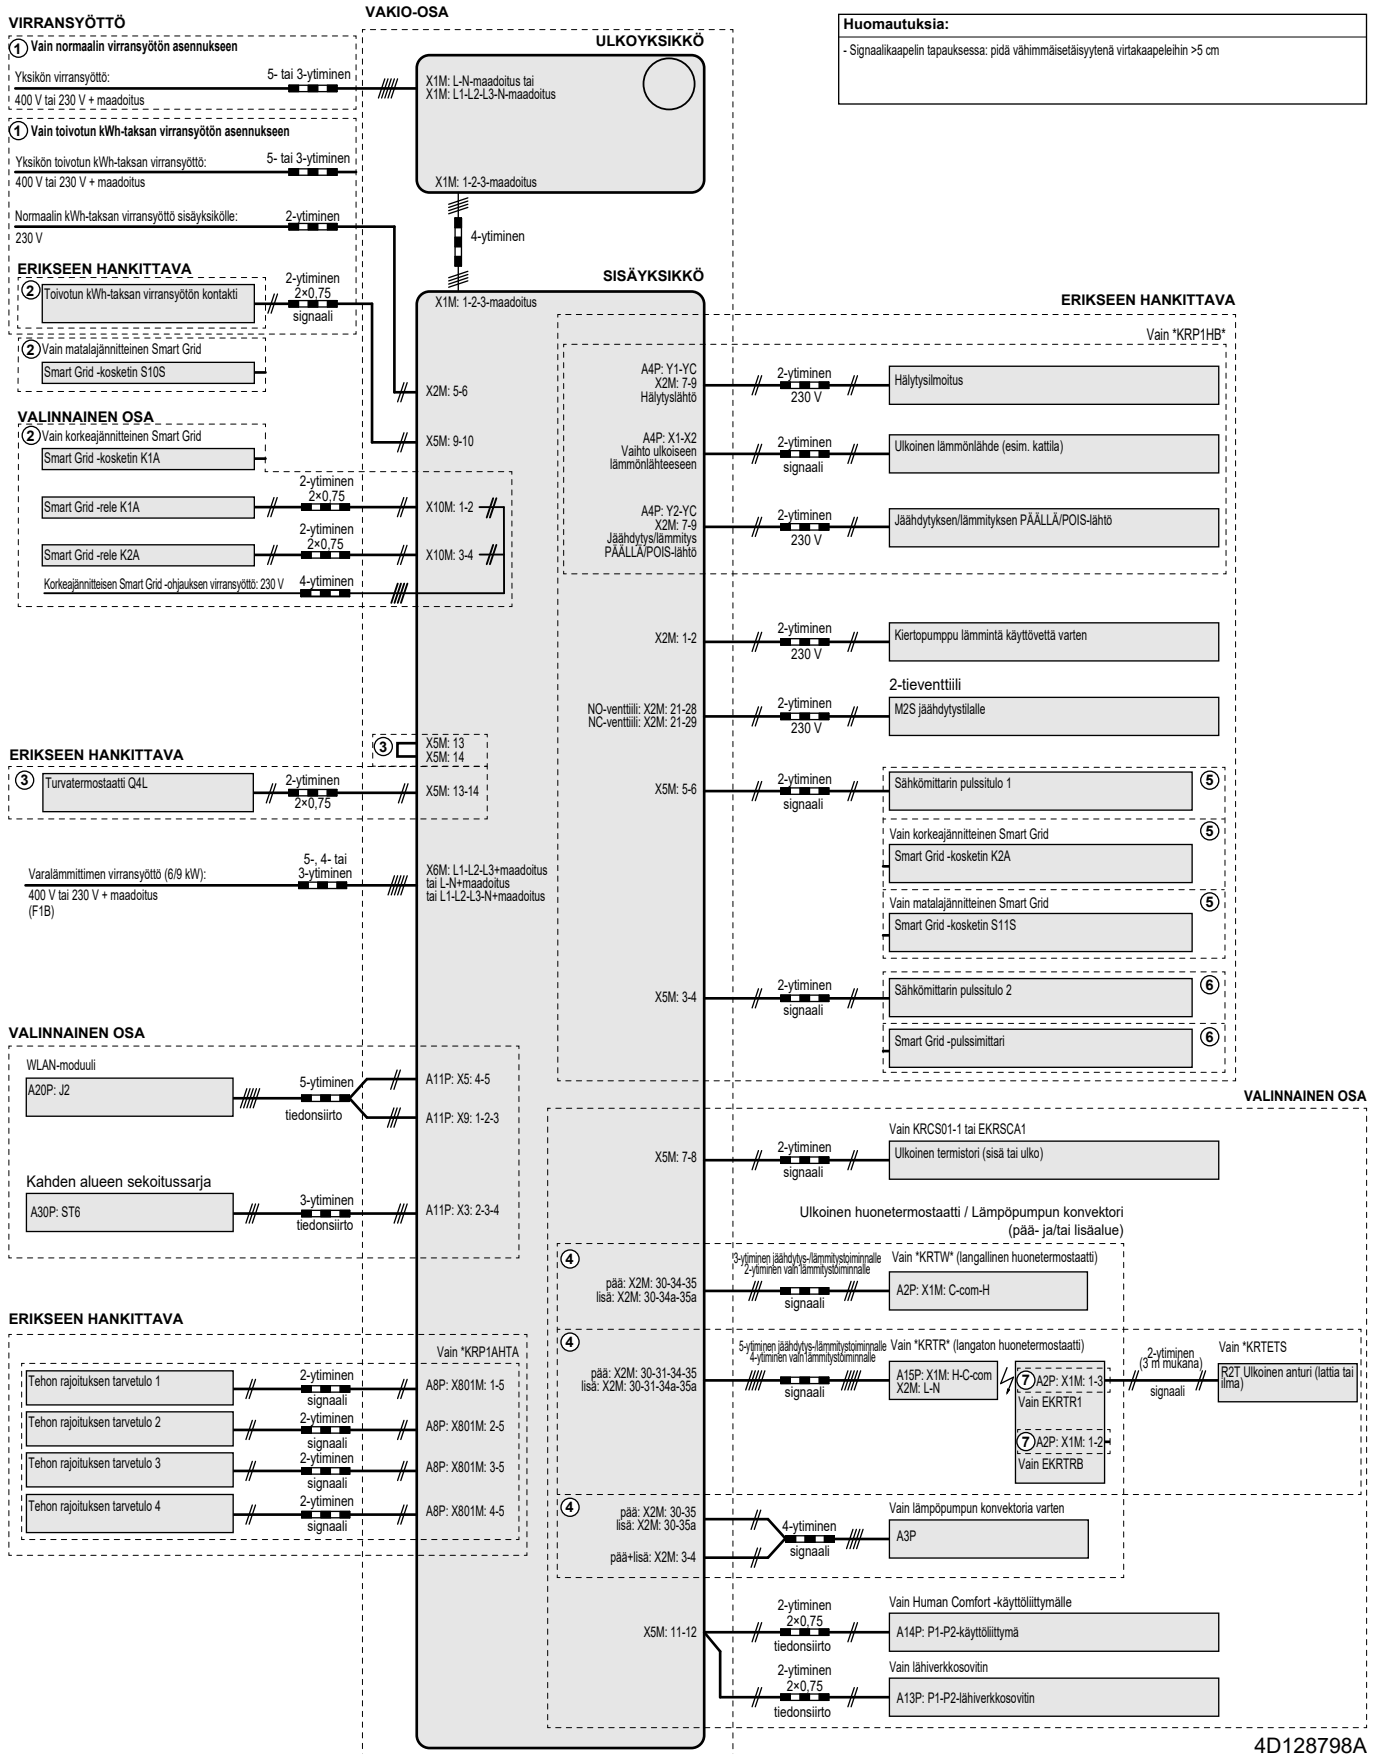 VIRRANSYÖTTÖ
① Vain normaalin virransyötön asennukseen
Yksikön virransyöttö:
5- tai 3-ytiminen
400 V tai 230 V + maadoitus
① Vain toivotun kWh-taksan virransyötön asennukseen
Yksikön toivotun kWh-taksan virransyöttö:
5- tai 3-ytiminen
400 V tai 230 V + maadoitus
Normaalin kWh-taksan virransyöttö sisäyksikölle:
2-ytiminen
230 V
ERIKSEEN HANKITTAVA
② Toivotun kWh-taksan virransyötön kontakti
2-ytiminen
2×0,75
signaali
② Vain matalajännitteinen Smart Grid
Smart Grid -kosketin S10S
VALINNAINEN OSA
② Vain korkeajännitteinen Smart Grid
Smart Grid -kosketin K1A
Smart Grid -rele K1A
2-ytiminen
2×0,75
Smart Grid -rele K2A
2-ytiminen
2×0,75
Korkeajännitteisen Smart Grid -ohjauksen virransyöttö: 230 V
4-ytiminen
ERIKSEEN HANKITTAVA
③ Turvatermostaatti Q4L
2-ytiminen
2×0,75
Varalämmittimen virransyöttö (6/9 kW):
5-, 4- tai
3-ytiminen
400 V tai 230 V + maadoitus
(F1B)
VALINNAINEN OSA
WLAN-moduuli
A20P: J2
5-ytiminen
tiedonsiirto
Kahden alueen sekoitussarja
A30P: ST6
3-ytiminen
tiedonsiirto
ERIKSEEN HANKITTAVA
Vain *KRP1AHTA
Tehon rajoituksen tarvetulo 1
2-ytiminen
signaali
Tehon rajoituksen tarvetulo 2
2-ytiminen
signaali
Tehon rajoituksen tarvetulo 3
2-ytiminen
signaali
Tehon rajoituksen tarvetulo 4
2-ytiminen
signaali
VAKIO-OSA
ULKOYKSIKKÖ
X1M: L-N-maadoitus tai
X1M: L1-L2-L3-N-maadoitus
X1M: 1-2-3-maadoitus
4-ytiminen
SISÄYKSIKKÖ
X1M: 1-2-3-maadoitus
X2M: 5-6
X5M: 9-10
X10M: 1-2
X10M: 3-4
③
X5M: 13
X5M: 14
X5M: 13-14
X6M: L1-L2-L3+maadoitus
tai L-N+maadoitus
tai L1-L2-L3-N+maadoitus
A11P: X5: 4-5
A11P: X9: 1-2-3
A11P: X3: 2-3-4
A8P: X801M: 1-5
A8P: X801M: 2-5
A8P: X801M: 3-5
A8P: X801M: 4-5
Huomautuksia:
- Signaalikaapelin tapauksessa: pidä vähimmäisetäisyytenä virtakaapeleihin >5 cm
ERIKSEEN HANKITTAVA
Vain *KRP1HB*
A4P: Y1-YC
X2M: 7-9
Hälytyslähtö
2-ytiminen
230 V
Hälytysilmoitus
A4P: X1-X2
Vaihto ulkoiseen
lämmönlähteeseen
2-ytiminen
signaali
Ulkoinen lämmönlähde (esim. kattila)
A4P: Y2-YC
X2M: 7-9
Jäähdytys/lämmitys
PÄÄLLÄ/POIS-lähtö
2-ytiminen
230 V
Jäähdytyksen/lämmityksen PÄÄLLÄ/POIS-lähtö
X2M: 1-2
2-ytiminen
230 V
Kiertopumppu lämmintä käyttövettä varten
2-tieventtiili
NO-venttiili: X2M: 21-28
NC-venttiili: X2M: 21-29
2-ytiminen
230 V
M2S jäähdytystilalle
X5M: 5-6
2-ytiminen
signaali
Sähkömittarin pulssitulo 1
⑤
Vain korkeajännitteinen Smart Grid
⑤
Smart Grid -kosketin K2A
Vain matalajännitteinen Smart Grid
⑤
Smart Grid -kosketin S11S
X5M: 3-4
2-ytiminen
signaali
Sähkömittarin pulssitulo 2
⑥
Smart Grid -pulssimittari
⑥
VALINNAINEN OSA
Vain KRCS01-1 tai EKRSCA1
X5M: 7-8
2-ytiminen
signaali
Ulkoinen termistori (sisä tai ulko)
Ulkoinen huonetermostaatti / Lämpöpumpun konvektori
(pää- ja/tai lisäalue)
④
pää: X2M: 30-34-35
lisä: X2M: 30-34a-35a
3-ytiminen jäähdytys-/lämmitystoiminnalle
2-ytiminen vain lämmitystoiminnalle
signaali
Vain *KRTW* (langallinen huonetermostaatti)
A2P: X1M: C-com-H
④
pää: X2M: 30-31-34-35
lisä: X2M: 30-31-34a-35a
5-ytiminen jäähdytys-/lämmitystoiminnalle
4-ytiminen vain lämmitystoiminnalle
signaali
Vain *KRTR* (langaton huonetermostaatti)
A15P: X1M: H-C-com
X2M: L-N
⑦ A2P: X1M: 1-3
Vain EKRTR1
⑦ A2P: X1M: 1-2
Vain EKRTRB
2-ytiminen
(3 m mukana)
signaali
Vain *KRTETS
R2T Ulkoinen anturi (lattia tai
ilma)
④
pää: X2M: 30-35
lisä: X2M: 30-35a
pää+lisä: X2M: 3-4
4-ytiminen
signaali
Vain lämpöpumpun konvektoria varten
A3P
X5M: 11-12
2-ytiminen
2×0,75
tiedonsiirto
Vain Human Comfort -käyttöliittymälle
A14P: P1-P2-käyttöliittymä
2-ytiminen
2×0,75
tiedonsiirto
Vain lähiverkkosovitin
A13P: P1-P2-lähiverkkosovitin
4D128798A